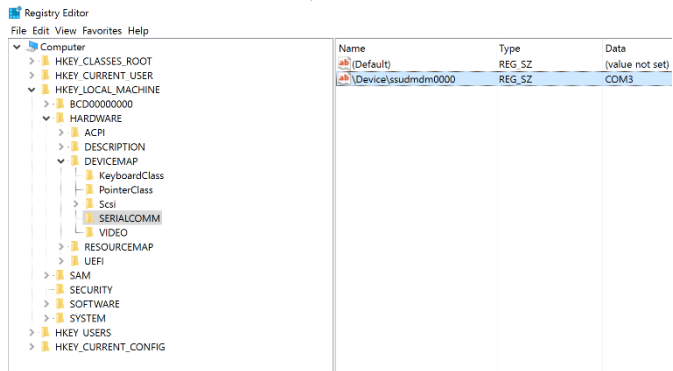 Registry Editor
File Edit View Favorites Help
Computer
HKEY_CLASSES_ROOT
HKEY_CURRENT_USER
HKEY_LOCAL_MACHINE
BCD00000000
HARDWARE
ACPI
DESCRIPTION
DEVICEMAP
KeyboardClass
PointerClass
Scsi
SERIALCOMM
VIDEO
RESOURCEMAP
UEFI
SAM
SECURITY
SOFTWARE
SYSTEM
HKEY_USERS
HKEY_CURRENT_CONFIG
Name Type Data
ab (Default) REG_SZ (value not set)
ab \Device\ssudmdm0000 REG_SZ COM3